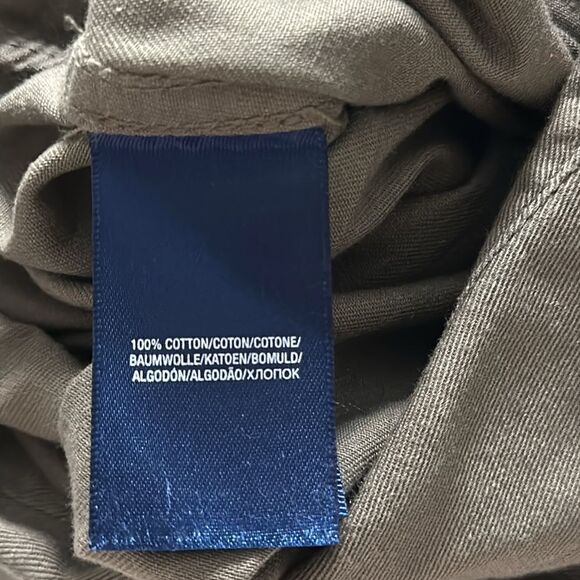 100% COTTON/COTON/COTONE/
BAUMWOLLE/KATOEN/BOMULD/
ALGODÓN/ALGODÃO/ХЛОПОК